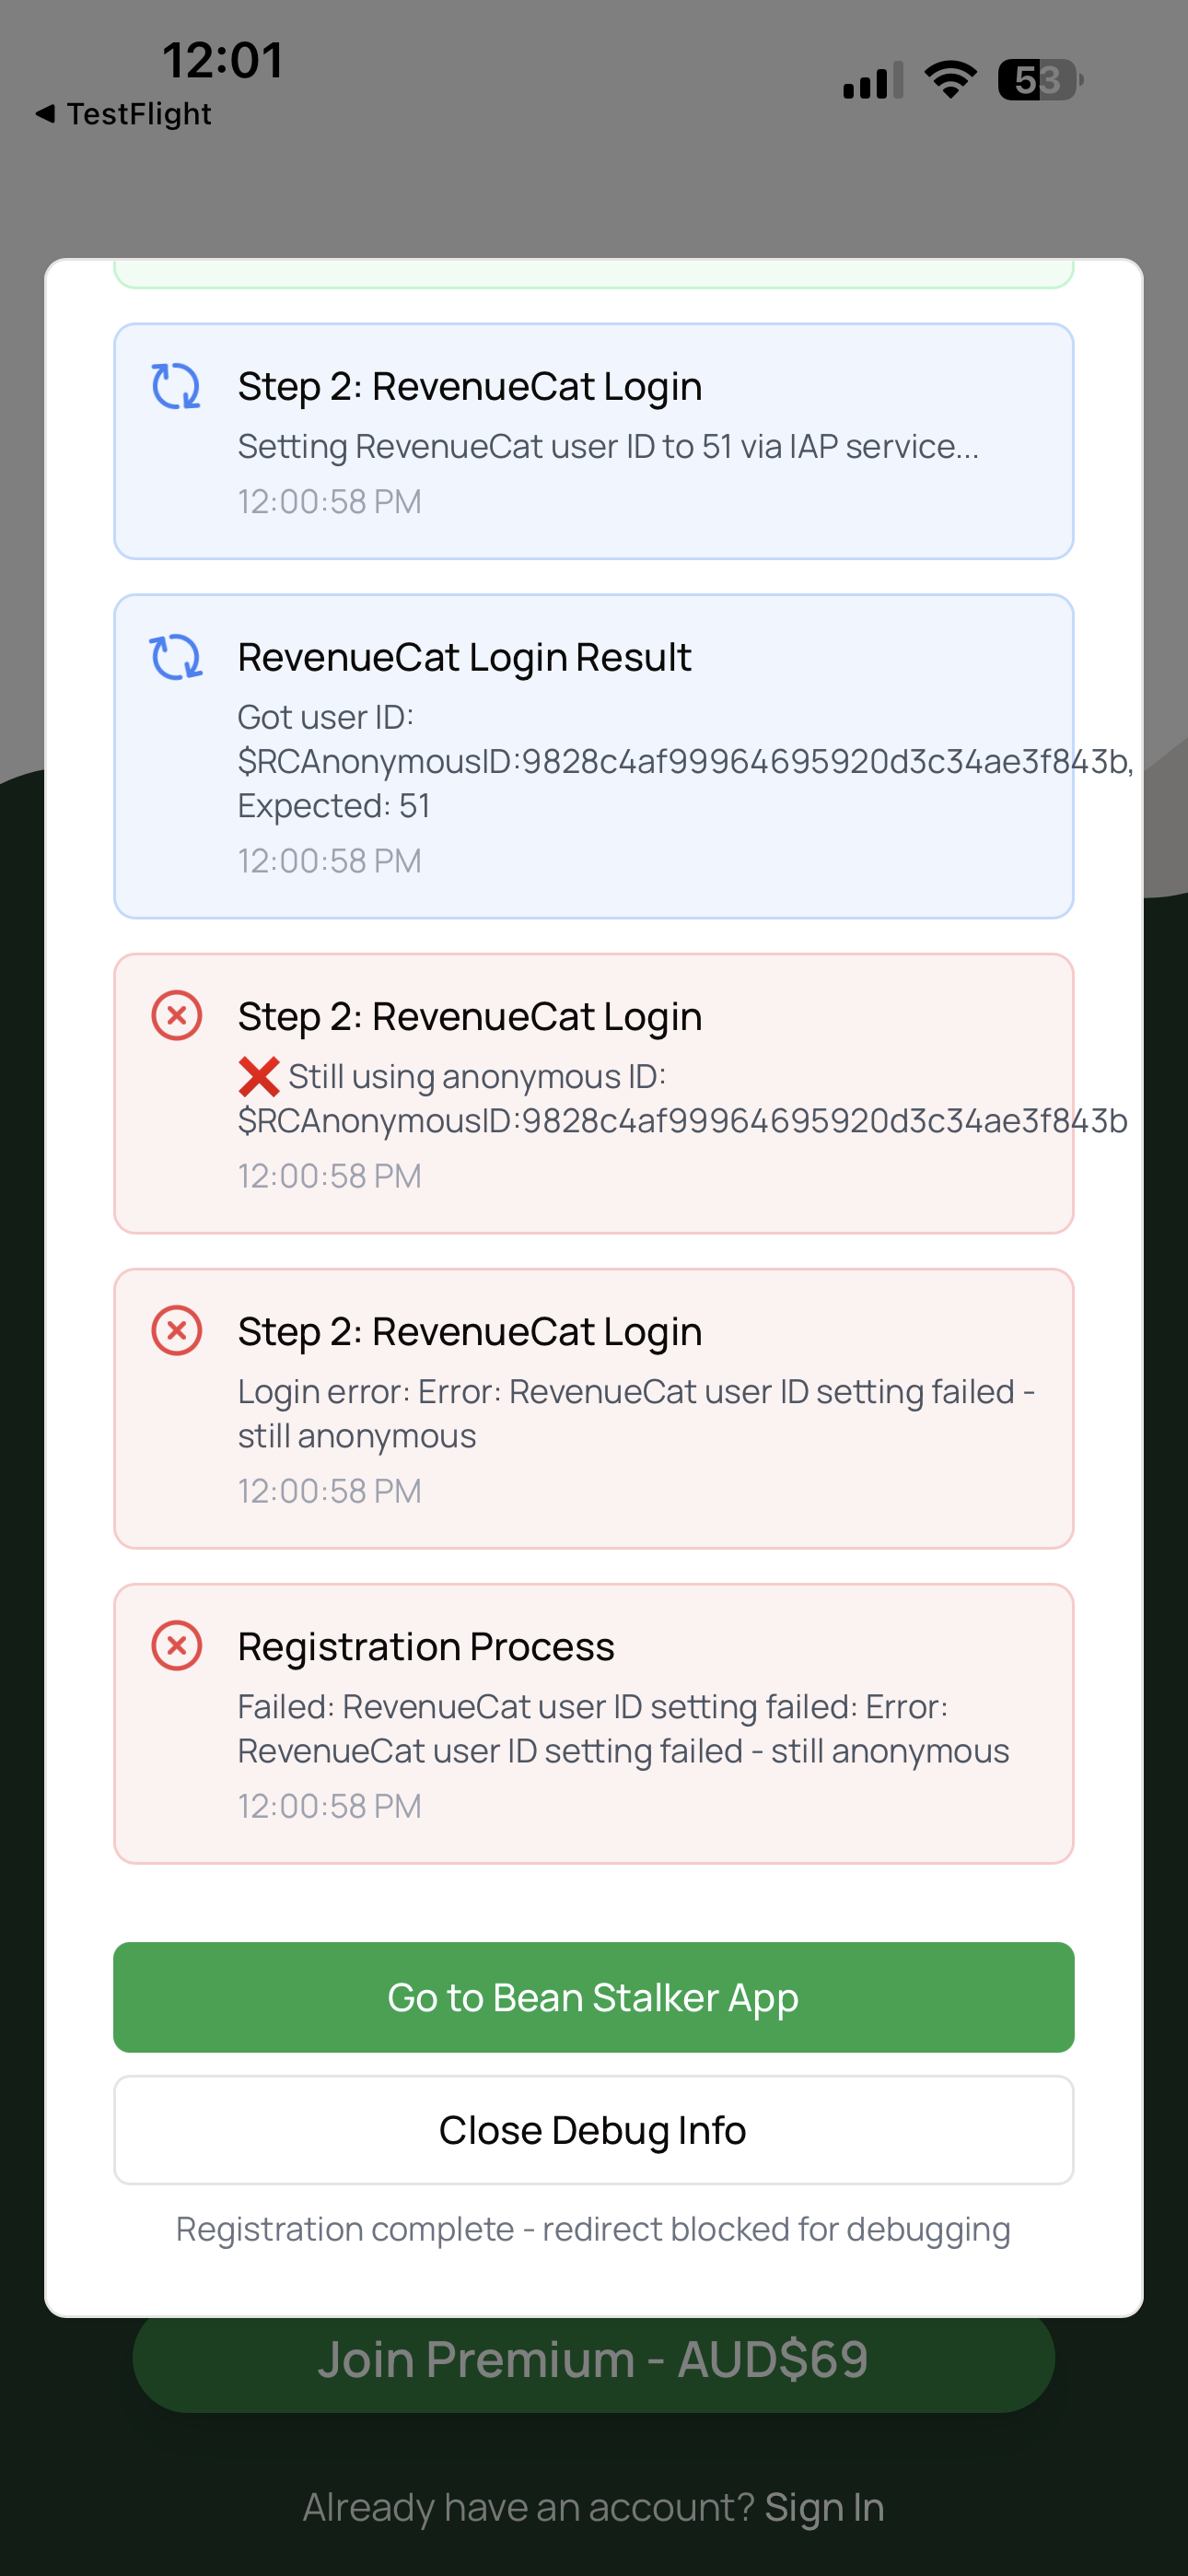 12:01
53
◀ TestFlight
Step 2: RevenueCat Login
Setting RevenueCat user ID to 51 via IAP service...
12:00:58 PM
RevenueCat Login Result
Got user ID:
$RCAnonymousID:9828c4af99964695920d3c34ae3f843b,
Expected: 51
12:00:58 PM
Step 2: RevenueCat Login
❌ Still using anonymous ID:
$RCAnonymousID:9828c4af99964695920d3c34ae3f843b
12:00:58 PM
Step 2: RevenueCat Login
Login error: Error: RevenueCat user ID setting failed -
still anonymous
12:00:58 PM
Registration Process
Failed: RevenueCat user ID setting failed: Error:
RevenueCat user ID setting failed - still anonymous
12:00:58 PM
Go to Bean Stalker App
Close Debug Info
Registration complete - redirect blocked for debugging
Join Premium - AUD$69
Already have an account? Sign In